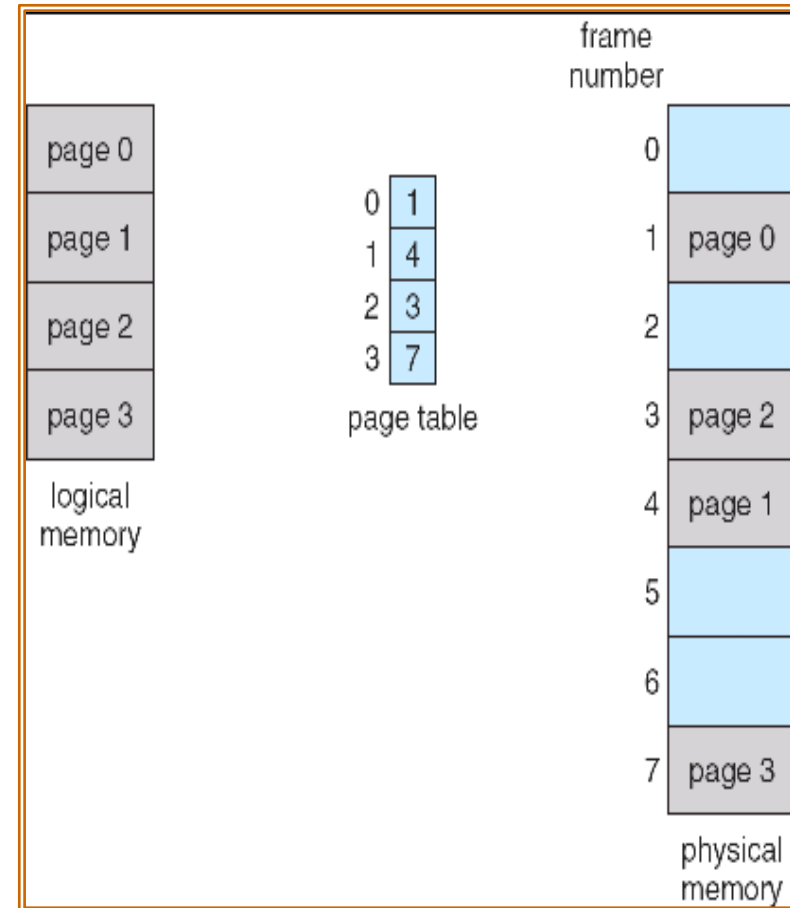 page 0
page 1
page 2
page 3
logical
memory
0 1
1 4
2 3
3 7
page table
frame
number
0
1 page 0
2
3 page 2
4 page 1
5
6
7 page 3
physical
memory